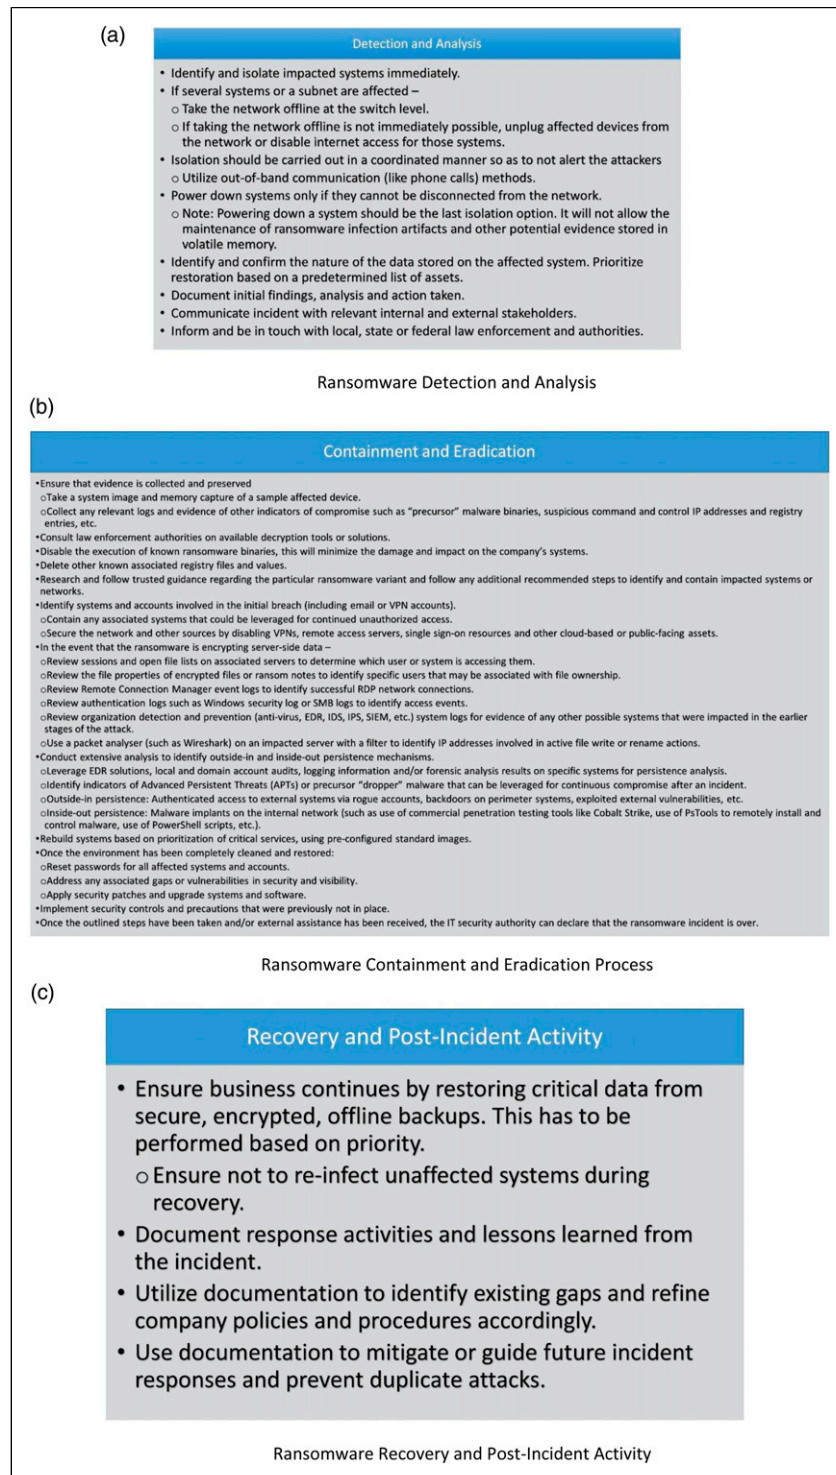 (a)
Detection and Analysis
• Identify and isolate impacted systems immediately.
• If several systems or a subnet are affected –
o Take the network offline at the switch level.
o If taking the network offline is not immediately possible, unplug affected devices from
the network or disable internet access for those systems.
• Isolation should be carried out in a coordinated manner so as to not alert the attackers
o Utilize out-of-band communication (like phone calls) methods.
• Power down systems only if they cannot be disconnected from the network.
o Note: Powering down a system should be the last isolation option. It will not allow the
maintenance of ransomware infection artifacts and other potential evidence stored in
volatile memory.
• Identify and confirm the nature of the data stored on the affected system. Prioritize
restoration based on a predetermined list of assets.
• Document initial findings, analysis and action taken.
• Communicate incident with relevant internal and external stakeholders.
• Inform and be in touch with local, state or federal law enforcement and authorities.
Ransomware Detection and Analysis
(b)
Containment and Eradication
•Ensure that evidence is collected and preserved
oTake a system image and memory capture of a sample affected device.
oCollect any relevant logs and evidence of other indicators of compromise such as “precursor” malware binaries, suspicious command and control IP addresses and registry
entries, etc.
•Consult law enforcement authorities on available decryption tools or solutions.
•Disable the execution of known ransomware binaries, this will minimize the damage and impact on the company's systems.
•Delete other known associated registry files and values.
•Research and follow trusted guidance regarding the particular ransomware variant and follow any additional recommended steps to identify and contain impacted systems or
networks.
•Identify systems and accounts involved in the initial breach (including email or VPN accounts).
oContain any associated systems that could be leveraged for continued unauthorized access.
oSecure the network and other sources by disabling VPNs, remote access servers, single sign-on resources and other cloud-based or public-facing assets.
•In the event that the ransomware is encrypting server-side data –
oReview sessions and open file lists on associated servers to determine which user or system is accessing them.
oReview the file properties of encrypted files or ransom notes to identify specific users that may be associated with file ownership.
oReview Remote Connection Manager event logs to identify successful RDP network connections.
oReview authentication logs such as Windows security log or SMB logs to identify access events.
oReview organization detection and prevention (anti-virus, EDR, IDS, IPS, SIEM, etc.) system logs for evidence of any other possible systems that were impacted in the earlier
stages of the attack.
oUse a packet analyser (such as Wireshark) on an impacted server with a filter to identify IP addresses involved in active file write or rename actions.
•Conduct extensive analysis to identify outside-in and inside-out persistence mechanisms.
oLeverage EDR solutions, local and domain account audits, logging information and/or forensic analysis results on specific systems for persistence analysis.
oIdentify indicators of Advanced Persistent Threats (APTs) or precursor “dropper” malware that can be leveraged for continuous compromise after an incident.
oOutside-in persistence: Authenticated access to external systems via rogue accounts, backdoors on perimeter systems, exploited external vulnerabilities, etc.
oInside-out persistence: Malware implants on the internal network (such as use of commercial penetration testing tools like Cobalt Strike, use of PsTools to remotely install and
control malware, use of PowerShell scripts, etc.).
•Rebuild systems based on prioritization of critical services, using pre-configured standard images.
•Once the environment has been completely cleaned and restored:
oReset passwords for all affected systems and accounts.
oAddress any associated gaps or vulnerabilities in security and visibility.
oApply security patches and upgrade systems and software.
•Implement security controls and precautions that were previously not in place.
•Once the outlined steps have been taken and/or external assistance has been received, the IT security authority can declare that the ransomware incident is over.
Ransomware Containment and Eradication Process
(c)
Recovery and Post-Incident Activity
• Ensure business continues by restoring critical data from
secure, encrypted, offline backups. This has to be
performed based on priority.
o Ensure not to re-infect unaffected systems during
recovery.
• Document response activities and lessons learned from
the incident.
• Utilize documentation to identify existing gaps and refine
company policies and procedures accordingly.
• Use documentation to mitigate or guide future incident
responses and prevent duplicate attacks.
Ransomware Recovery and Post-Incident Activity